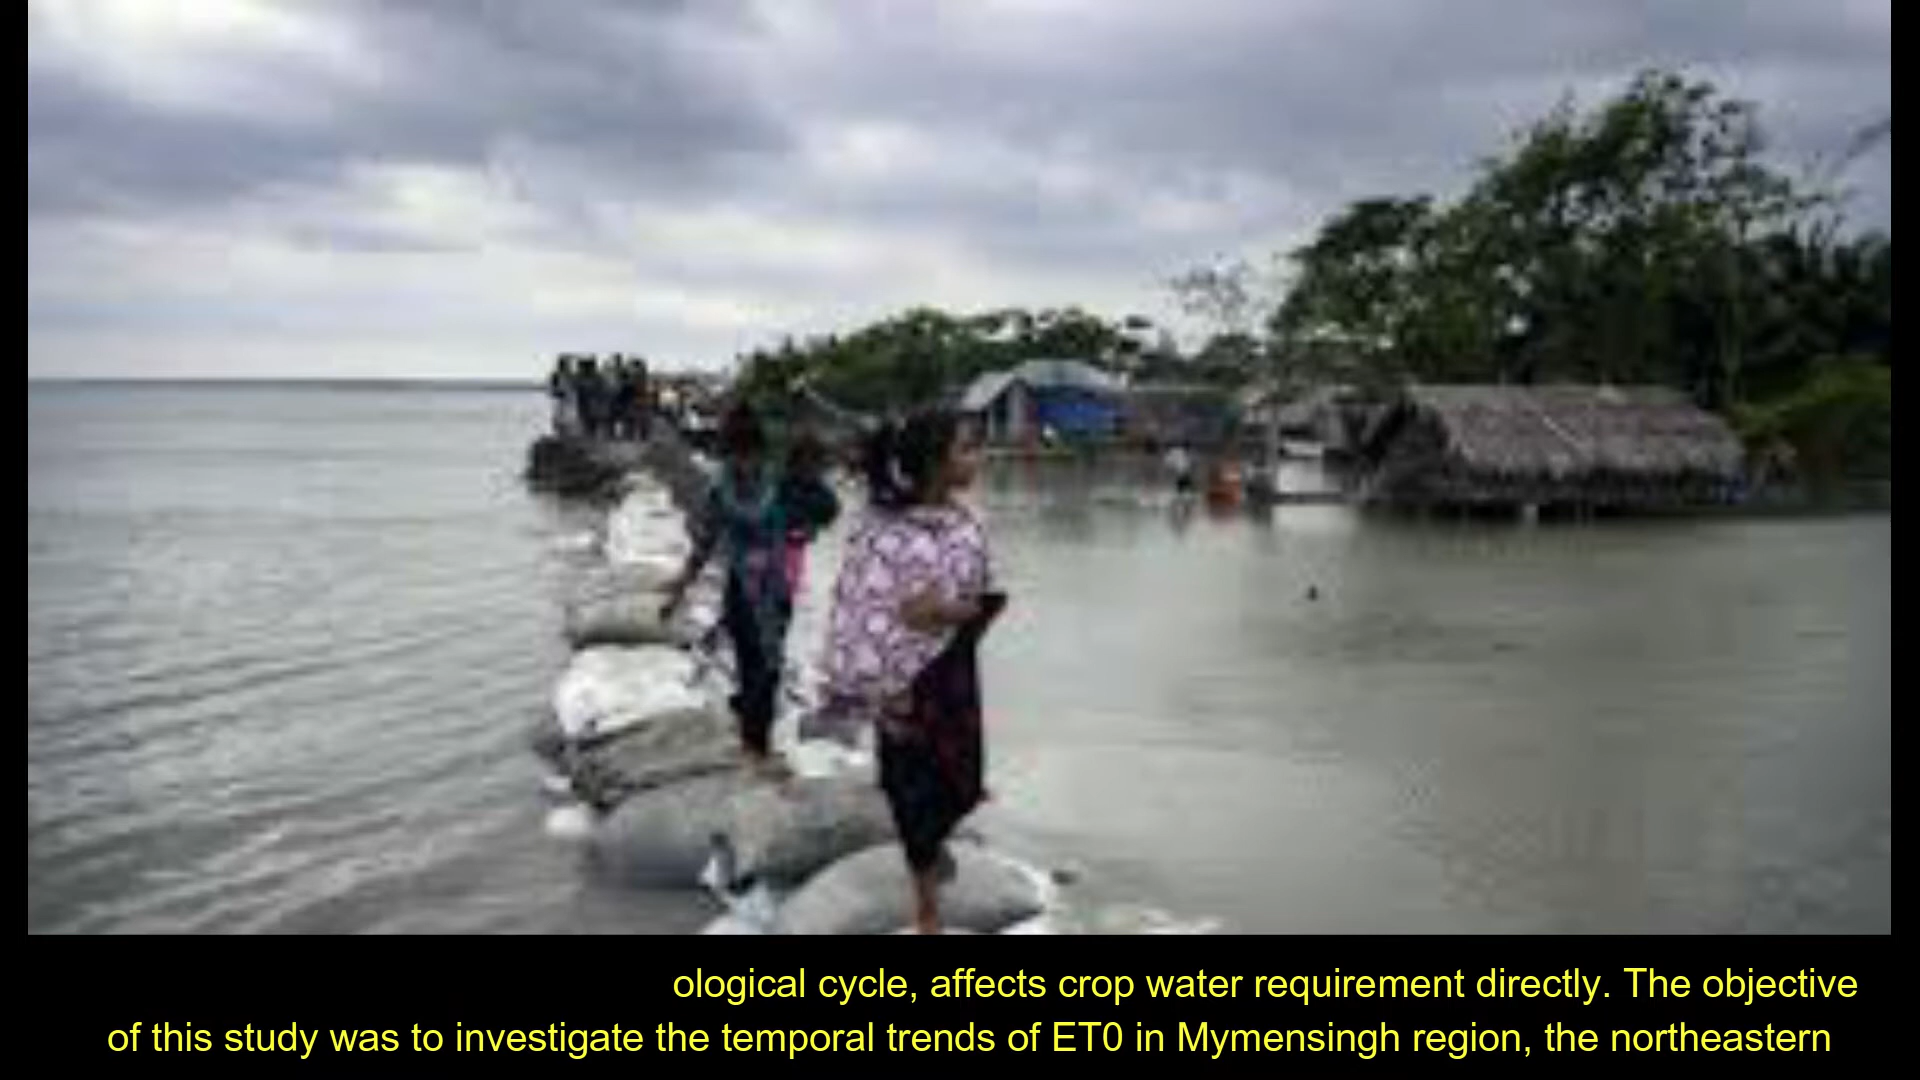 ological cycle, affects crop water requirement directly. The objective
of this study was to investigate the temporal trends of ET0 in Mymensingh region, the northeastern